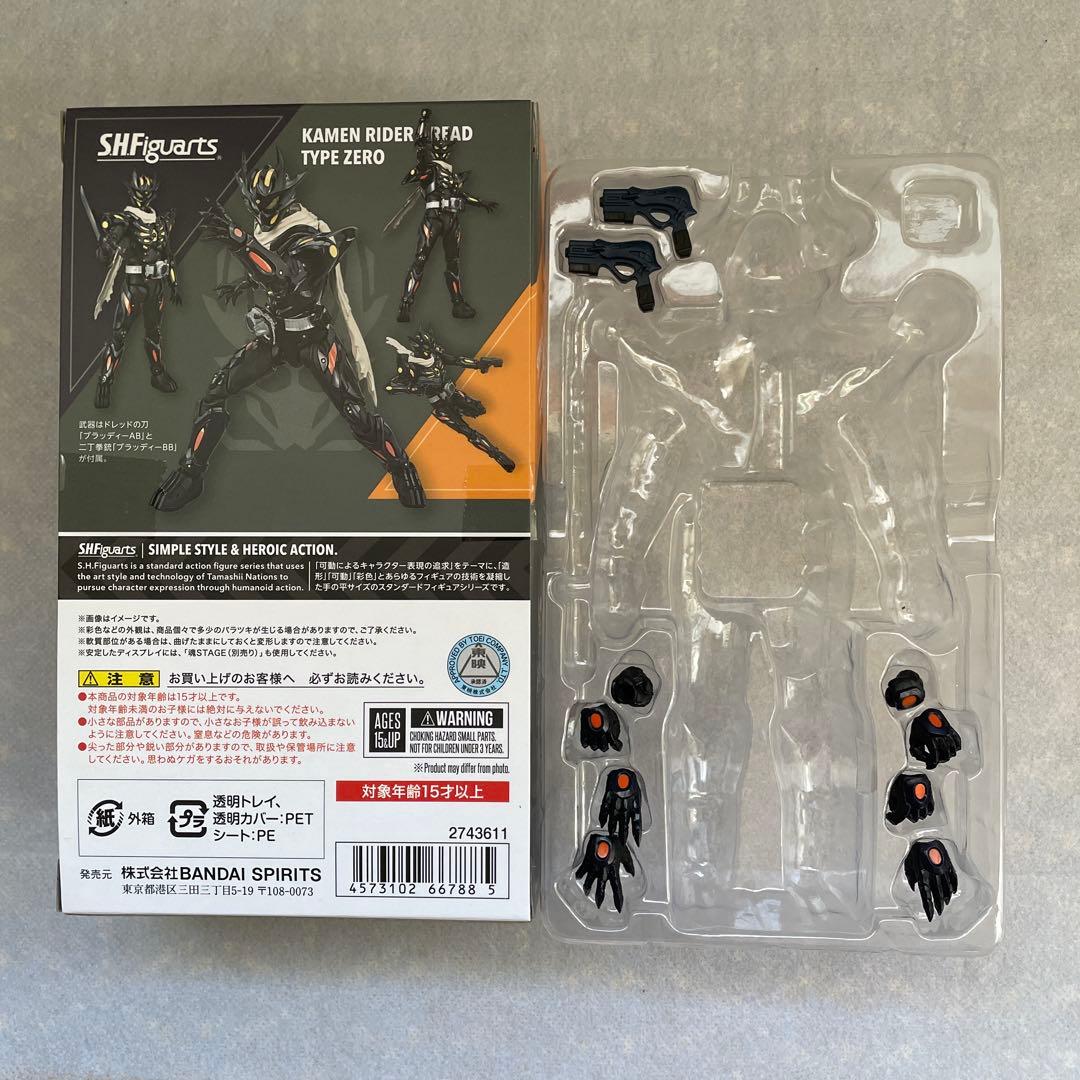 S.H.Figuarts
KAMEN RIDER DREAD
TYPE ZERO
武器はドレッドの刀
「ブラッディーAB」と
二丁拳銃「ブラッディーBB」
が付属。
S.H.Figuarts SIMPLE STYLE & HEROIC ACTION.
S.H.Figuarts is a standard action figure series that uses
the art style and technology of Tamashii Nations to
pursue character expression through humanoid action.
「可動によるキャラクター表現の追求」をテーマに、「造
形」「可動」「彩色」とあらゆるフィギュアの技術を凝縮し
た手の平サイズのスタンダードフィギュアシリーズです。
※画像はイメージです。
※彩色などの外観は、商品個々で多少のバラツキが生じる場合がありますので、ご了承ください。
※軟質部位がある場合は、曲げたままにしておくと変形しますので注意してください。
※安定したディスプレイには、「魂STAGE(別売り)」も使用してください。
APPROVED BY TOEI COMPANY, LTD.
東映
承認済
東映株式会社
注意 お買い上げのお客様へ 必ずお読みください。
●本商品の対象年齢は15才以上です。
対象年齢未満のお子様には絶対に与えないでください。
●小さな部品がありますので、小さなお子様が誤って飲み込まない
ように注意してください。窒息などの危険があります。
●尖った部分や鋭い部分がありますので、取扱や保管場所に注意
してください。思わぬケガをするおそれがあります。
AGES
15&UP
WARNING
CHOKING HAZARD SMALL PARTS.
NOT FOR CHILDREN UNDER 3 YEARS.
※Product may differ from photo.
対象年齢15才以上
紙 外箱
プラ 透明トレイ、
透明カバー:PET
シート:PE
2743611
4573102 66788 5
発売元 株式会社BANDAI SPIRITS
東京都港区三田三丁目5-19 〒108-0073